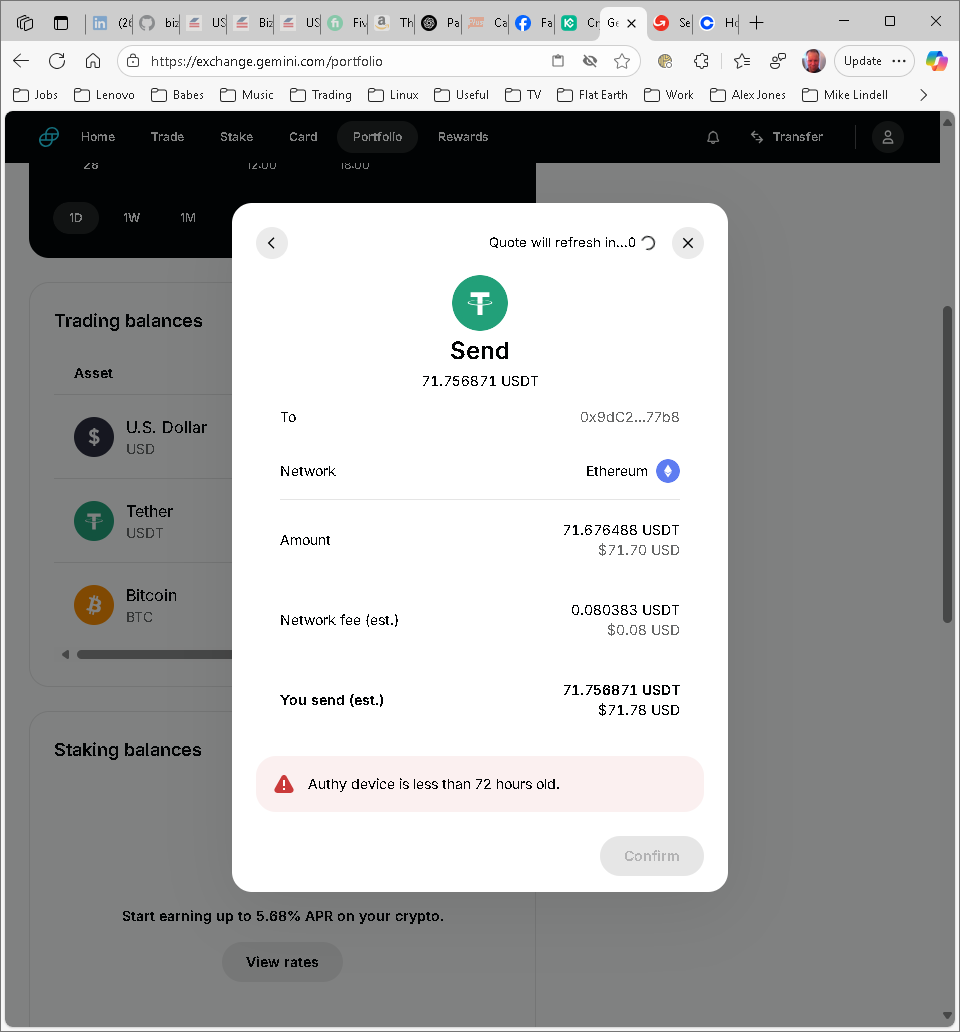 (26
biz
US
Biz
US
Fiv
Th
Pa
Ca
Fa
Cr
Ge
Se
Ho
https://exchange.gemini.com/portfolio
Update
Jobs
Lenovo
Babes
Music
Trading
Linux
Useful
TV
Flat Earth
Work
Alex Jones
Mike Lindell
Home
Trade
Stake
Card
Portfolio
Rewards
Transfer
28
12:00
18:00
1D
1W
1M
Quote will refresh in...0
Send
71.756871 USDT
To
0x9dC2...77b8
Network
Ethereum
Amount
71.676488 USDT
$71.70 USD
Network fee (est.)
0.080383 USDT
$0.08 USD
You send (est.)
71.756871 USDT
$71.78 USD
Authy device is less than 72 hours old.
Confirm
Trading balances
Asset
U.S. Dollar
USD
Tether
USDT
Bitcoin
BTC
Staking balances
Start earning up to 5.68% APR on your crypto.
View rates